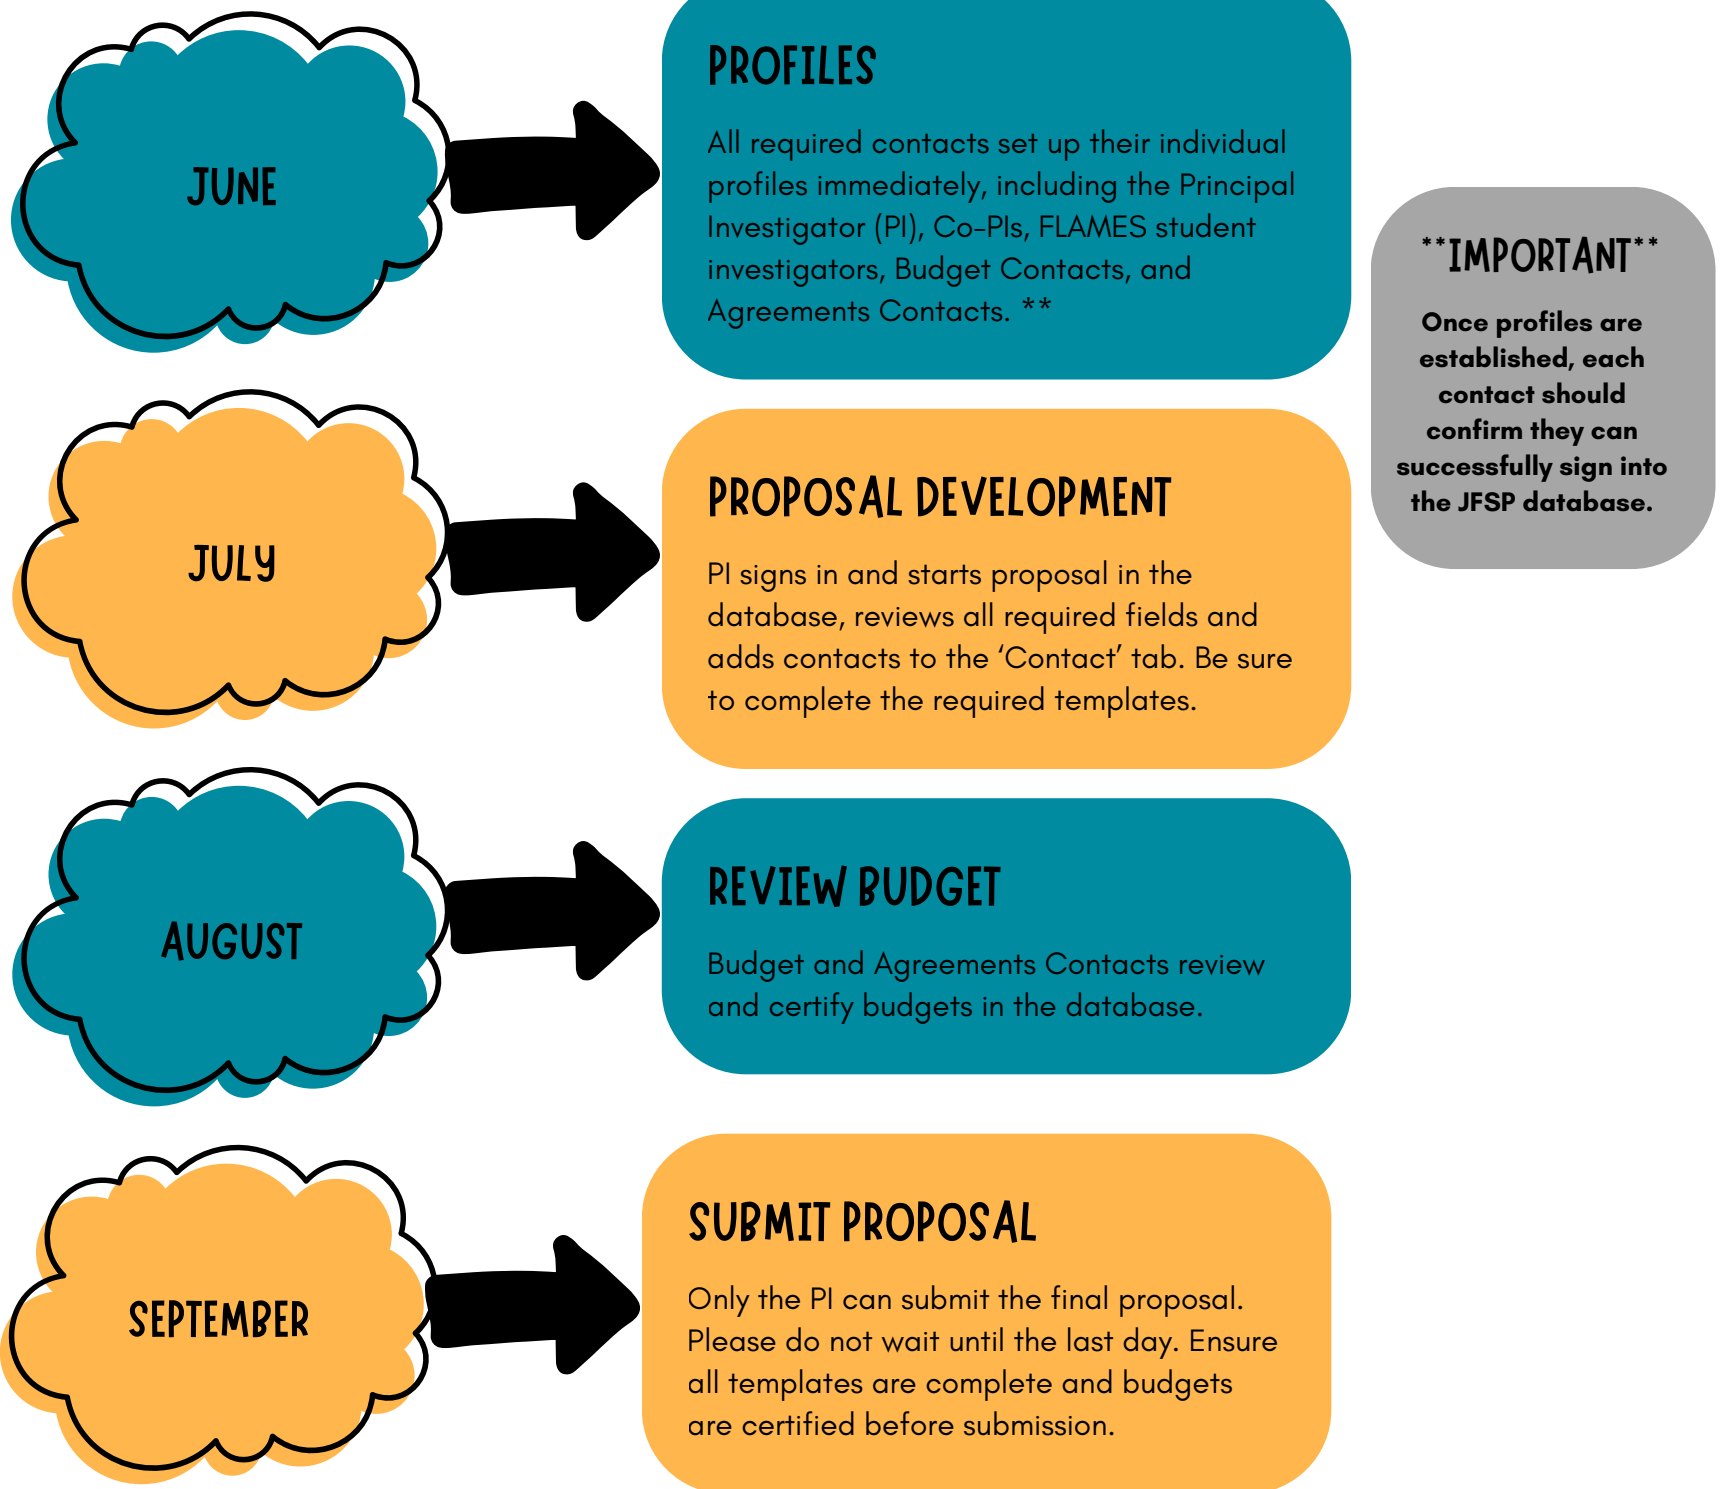 JUNE
PROFILES
All required contacts set up their individual
profiles immediately, including the Principal
Investigator (PI), Co-PIs, FLAMES student
investigators, Budget Contacts, and
Agreements Contacts. **
**IMPORTANT**
Once profiles are
established, each
contact should
confirm they can
successfully sign into
the JFSP database.
JULY
PROPOSAL DEVELOPMENT
PI signs in and starts proposal in the
database, reviews all required fields and
adds contacts to the ‘Contact’ tab. Be sure
to complete the required templates.
AUGUST
REVIEW BUDGET
Budget and Agreements Contacts review
and certify budgets in the database.
SEPTEMBER
SUBMIT PROPOSAL
Only the PI can submit the final proposal.
Please do not wait until the last day. Ensure
all templates are complete and budgets
are certified before submission.